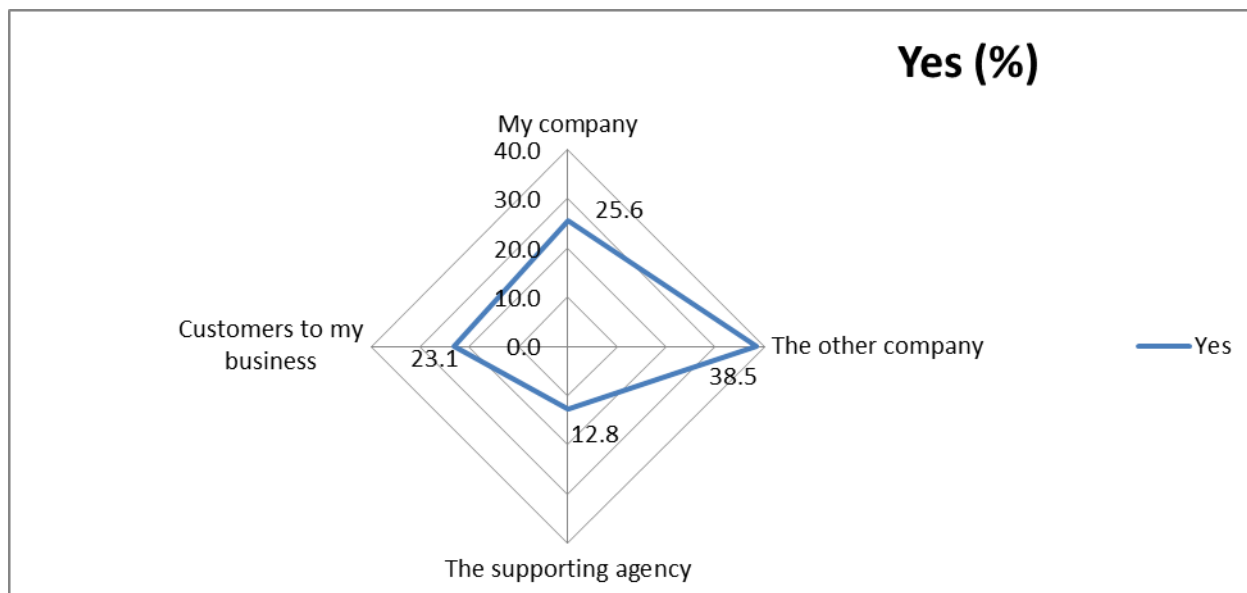 Yes (%)
My company
40.0
30.0
25.6
20.0
10.0
Customers to my
business
23.1
0.0
The other company
38.5
Yes
12.8
The supporting agency